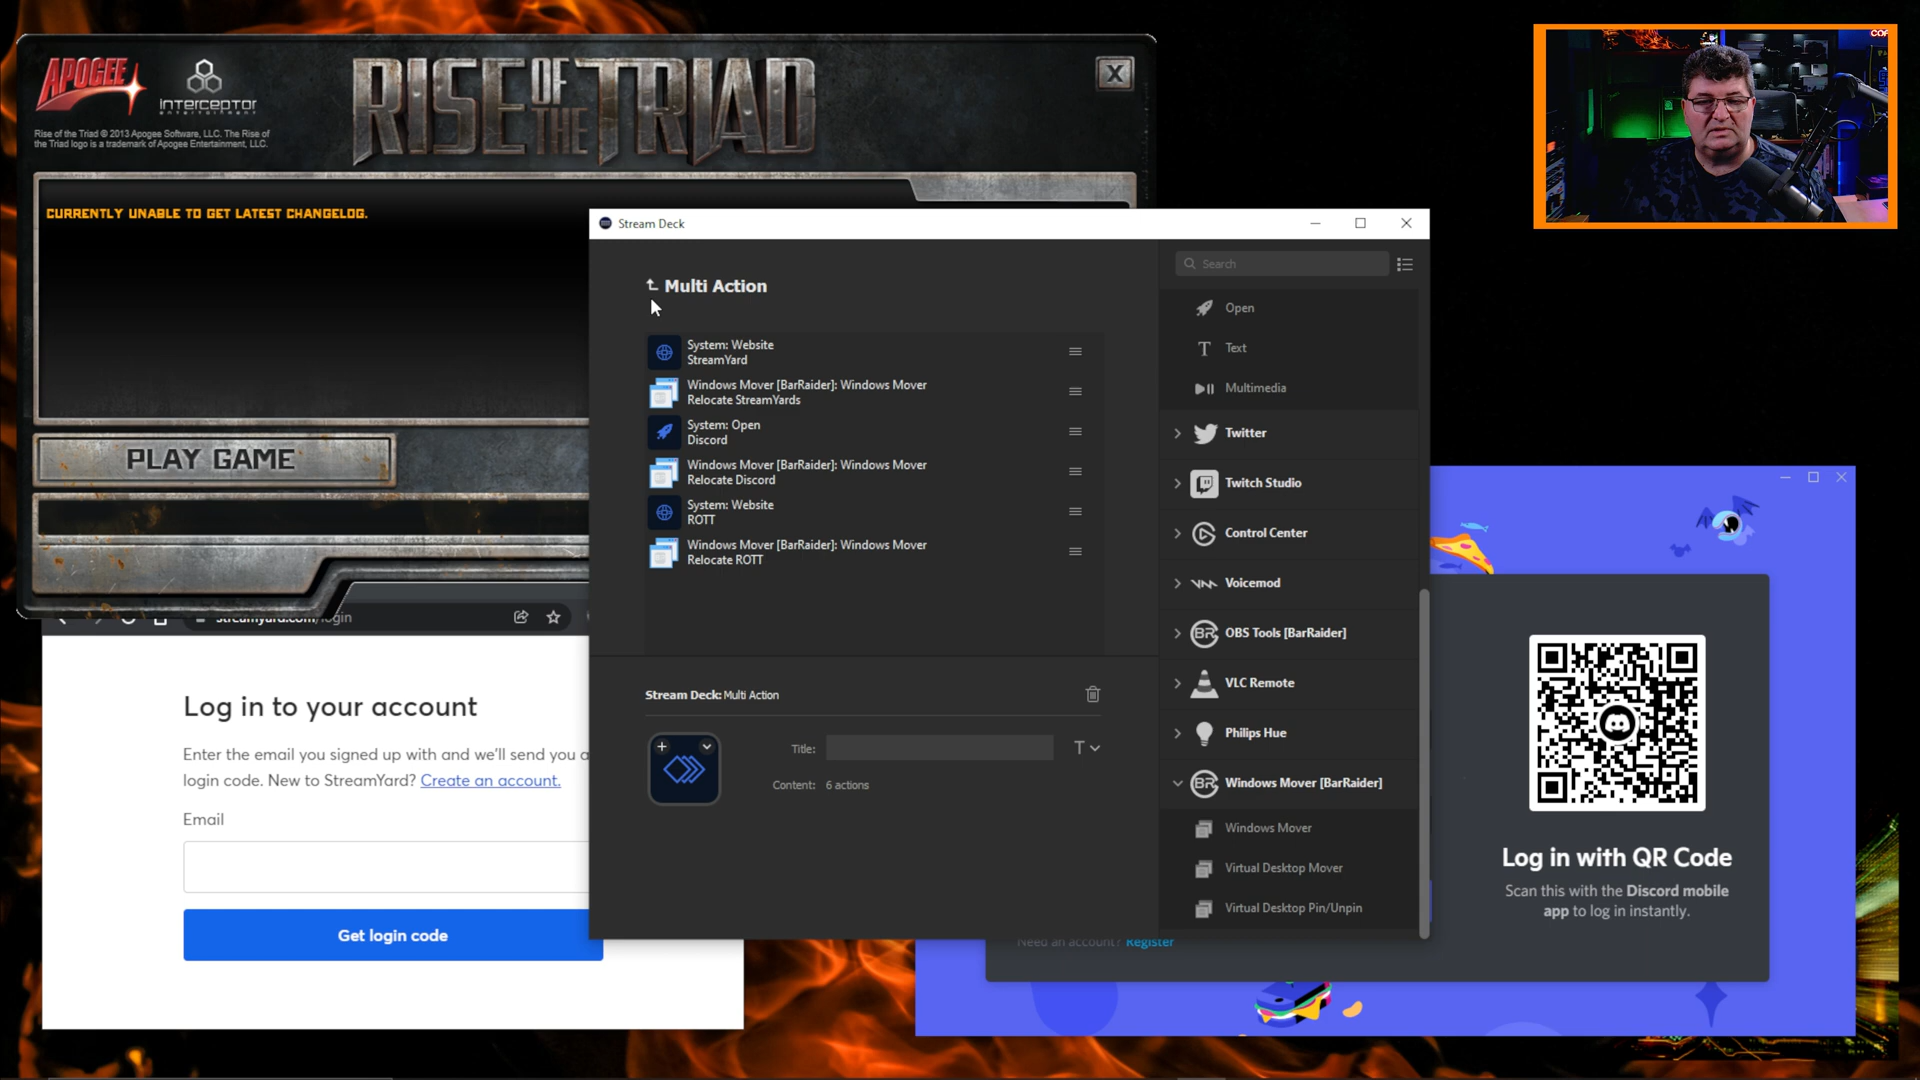 APOGEE
interceptor
entertainment
Rise of the Triad © 2013 Apogee Software, LLC. The Rise of
the Triad logo is a trademark of Apogee Entertainment, LLC.
RISE OF THE TRIAD
X
CURRENTLY UNABLE TO GET LATEST CHANGELOG.
PLAY GAME
Stream Deck
Multi Action
System: Website
StreamYard
Windows Mover [BarRaider]: Windows Mover
Relocate StreamYards
System: Open
Discord
Windows Mover [BarRaider]: Windows Mover
Relocate Discord
System: Website
ROTT
Windows Mover [BarRaider]: Windows Mover
Relocate ROTT
Stream Deck: Multi Action
Title:
T
Content: 6 actions
Search
Open
Text
Multimedia
Twitter
Twitch Studio
Control Center
Voicemod
OBS Tools [BarRaider]
VLC Remote
Philips Hue
Windows Mover [BarRaider]
Windows Mover
Virtual Desktop Mover
Virtual Desktop Pin/Unpin
streamyard.com/login
Log in to your account
Enter the email you signed up with and we'll send you a
login code. New to StreamYard? Create an account.
Email
Get login code
Log in with QR Code
Scan this with the Discord mobile
app to log in instantly.
Need an account? Register